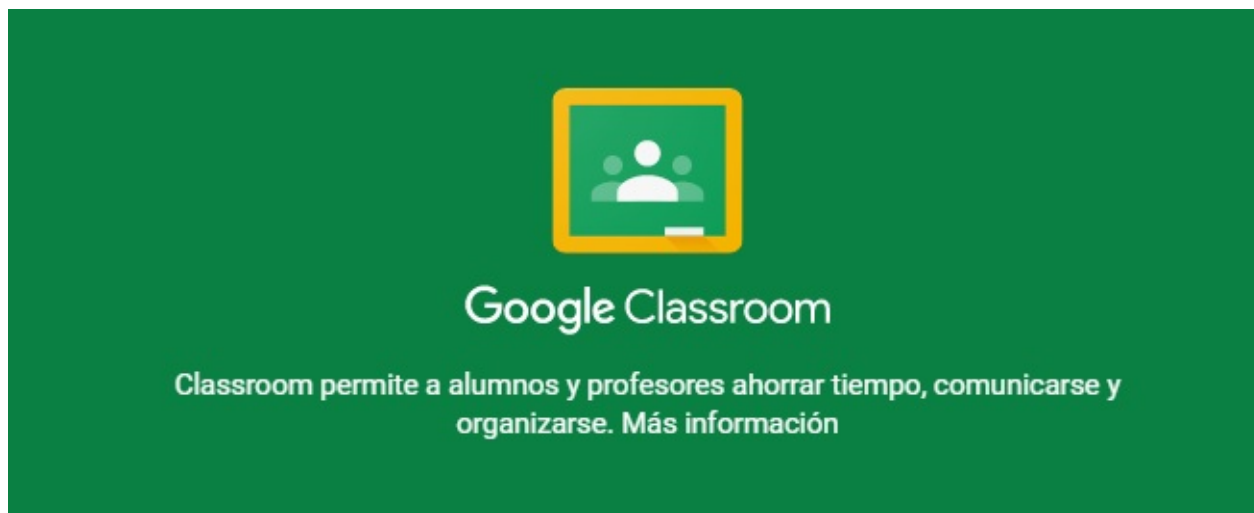 Google Classroom
Classroom permite a alumnos y profesores ahorrar tiempo, comunicarse y
organizarse. Más información